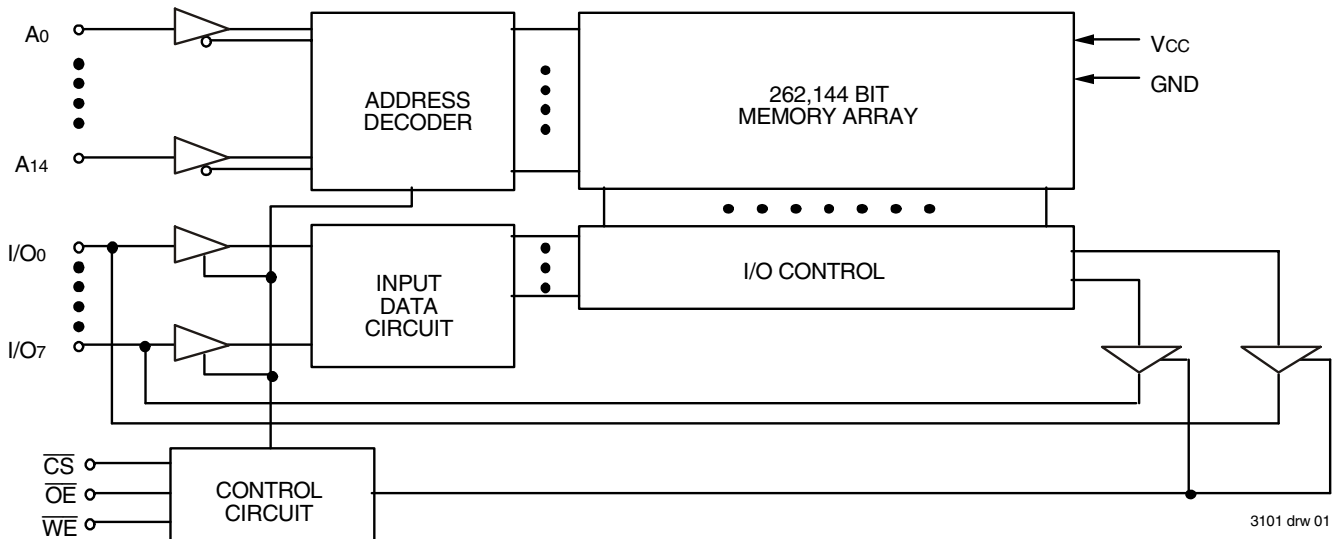 A0
A14
I/O0
I/O7
CS
OE
WE
ADDRESS
DECODER
262,144 BIT
MEMORY ARRAY
VCC
GND
INPUT
DATA
CIRCUIT
I/O CONTROL
CONTROL
CIRCUIT
3101 drw 01